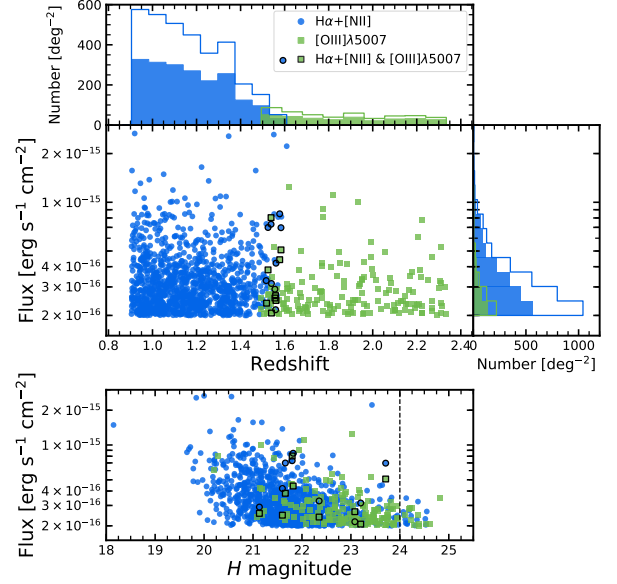 Number [deg⁻²]
600
400
200
0
Hα+[NII]
[OIII]λ5007
Hα+[NII] & [OIII]λ5007
Flux [erg s⁻¹ cm⁻²]
2 × 10⁻¹⁵
1 × 10⁻¹⁵
4 × 10⁻¹⁶
3 × 10⁻¹⁶
2 × 10⁻¹⁶
0.8 1.0 1.2 1.4 1.6 1.8 2.0 2.2 2.4
Redshift
0 500 1000
Number [deg⁻²]
Flux [erg s⁻¹ cm⁻²]
2 × 10⁻¹⁵
1 × 10⁻¹⁵
4 × 10⁻¹⁶
3 × 10⁻¹⁶
2 × 10⁻¹⁶
18 19 20 21 22 23 24 25
H magnitude